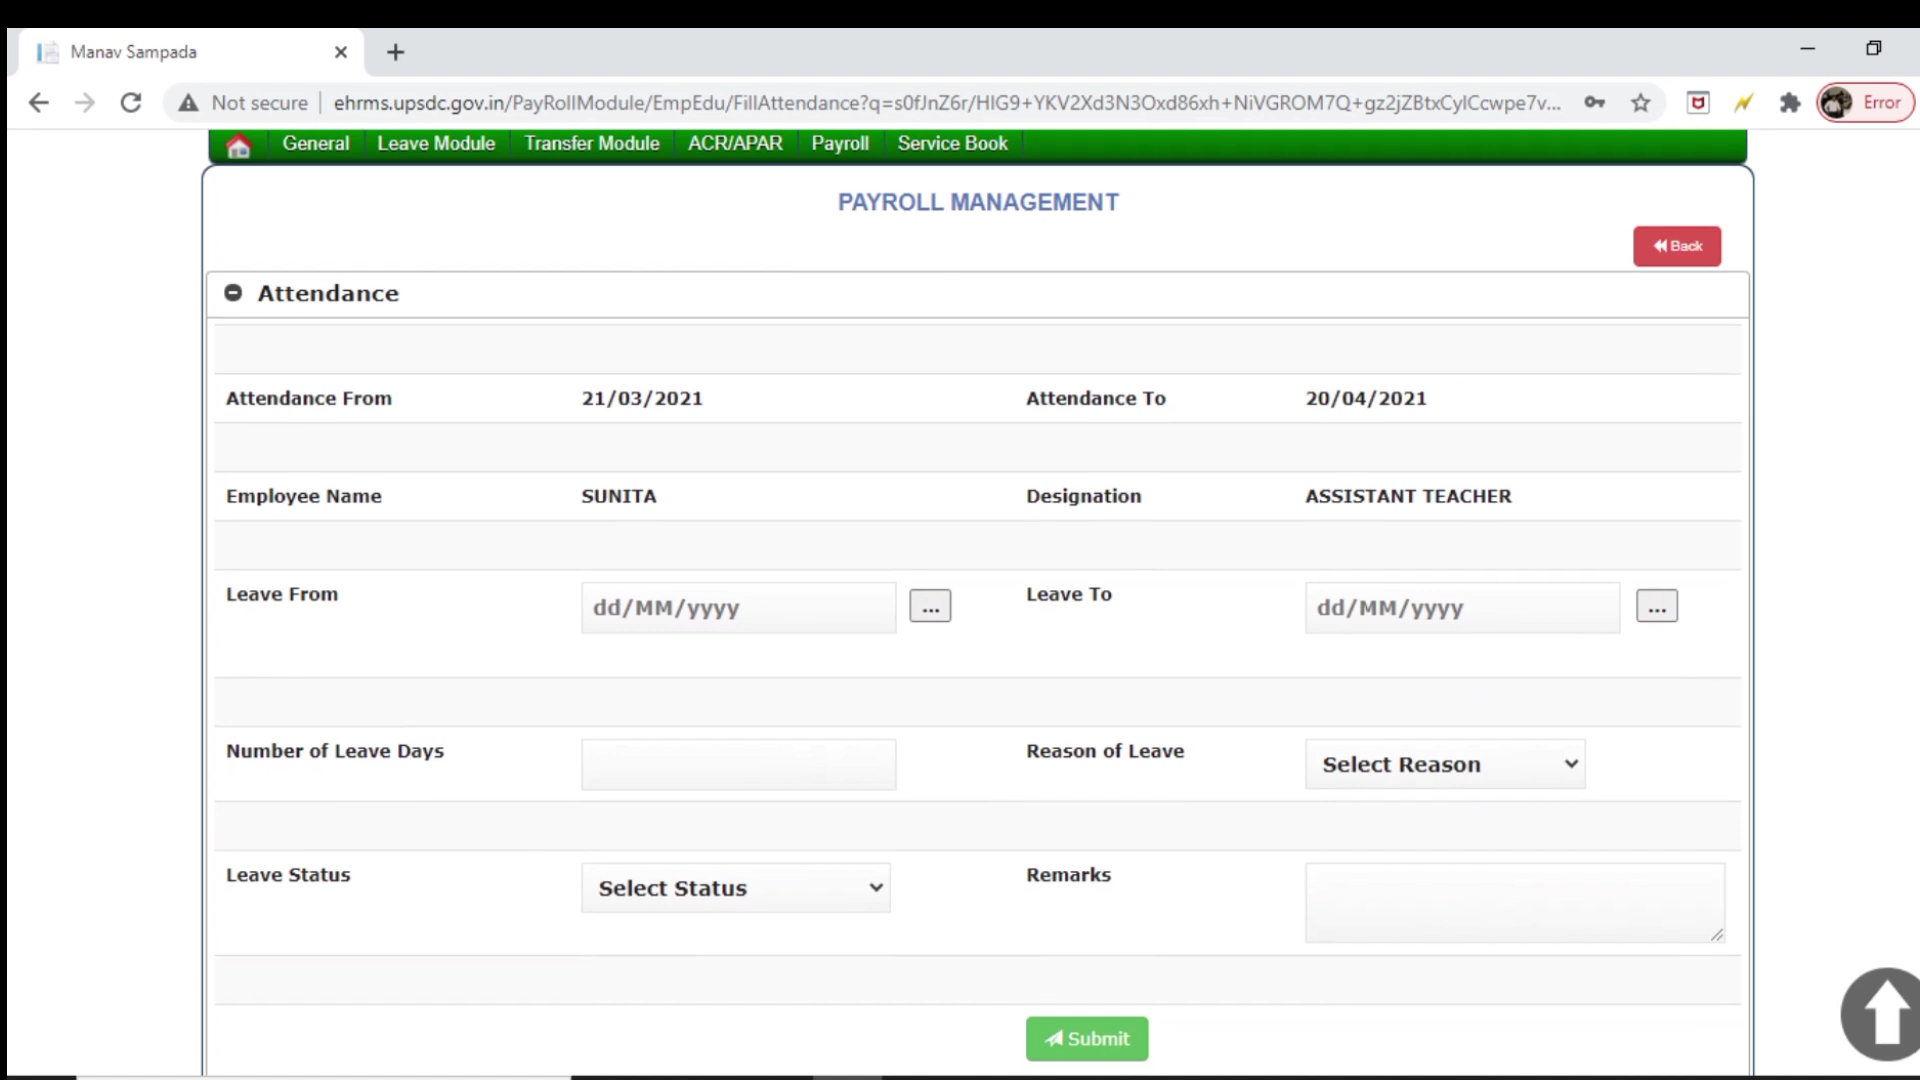 Manav Sampada
Not secure ehrms.upsdc.gov.in/PayRollModule/EmpEdu/FillAttendance?q=s0fJnZ6r/HIG9+YKV2Xd3N3Oxd86xh+NiVGROM7Q+gz2jZBtxCylCcwpe7v... Error
General Leave Module Transfer Module ACR/APAR Payroll Service Book
PAYROLL MANAGEMENT
Back
Attendance
Attendance From 21/03/2021 Attendance To 20/04/2021
Employee Name SUNITA Designation ASSISTANT TEACHER
Leave From dd/MM/yyyy ... Leave To dd/MM/yyyy ...
Number of Leave Days Reason of Leave Select Reason
Leave Status Select Status Remarks
Submit